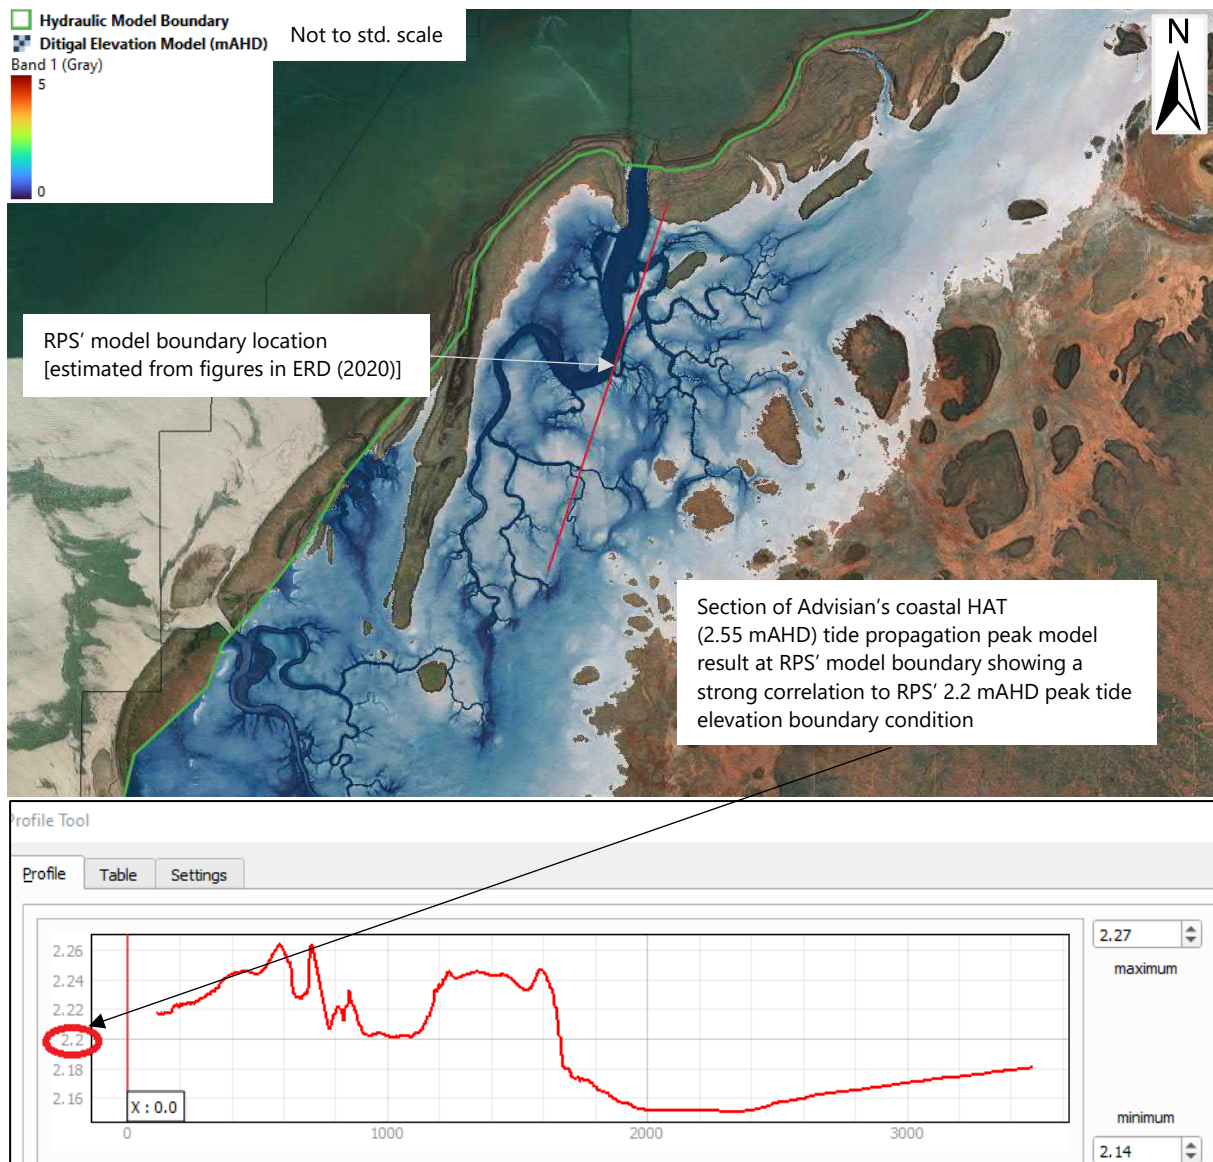 Hydraulic Model Boundary
Ditigal Elevation Model (mAHD)
Band 1 (Gray)
5
0
Not to std. scale
N
RPS' model boundary location
[estimated from figures in ERD (2020)]
Section of Advisian's coastal HAT
(2.55 mAHD) tide propagation peak model
result at RPS' model boundary showing a
strong correlation to RPS' 2.2 mAHD peak tide
elevation boundary condition
Profile Tool
Profile Table Settings
2.26
2.24
2.22
2.2
2.18
2.16
X : 0.0
0 1000 2000 3000
2.27
maximum
minimum
2.14